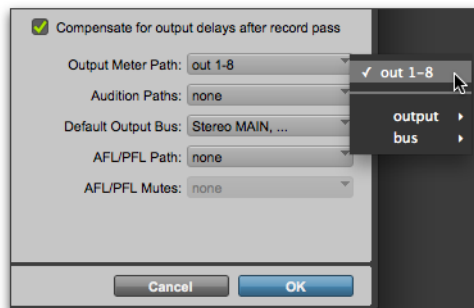 Compensate for output delays after record pass
Output Meter Path: out 1-8
Audition Paths: none
Default Output Bus: Stereo MAIN, ...
AFL/PFL Path: none
AFL/PFL Mutes: none
✓ out 1-8
output
bus
Cancel
OK